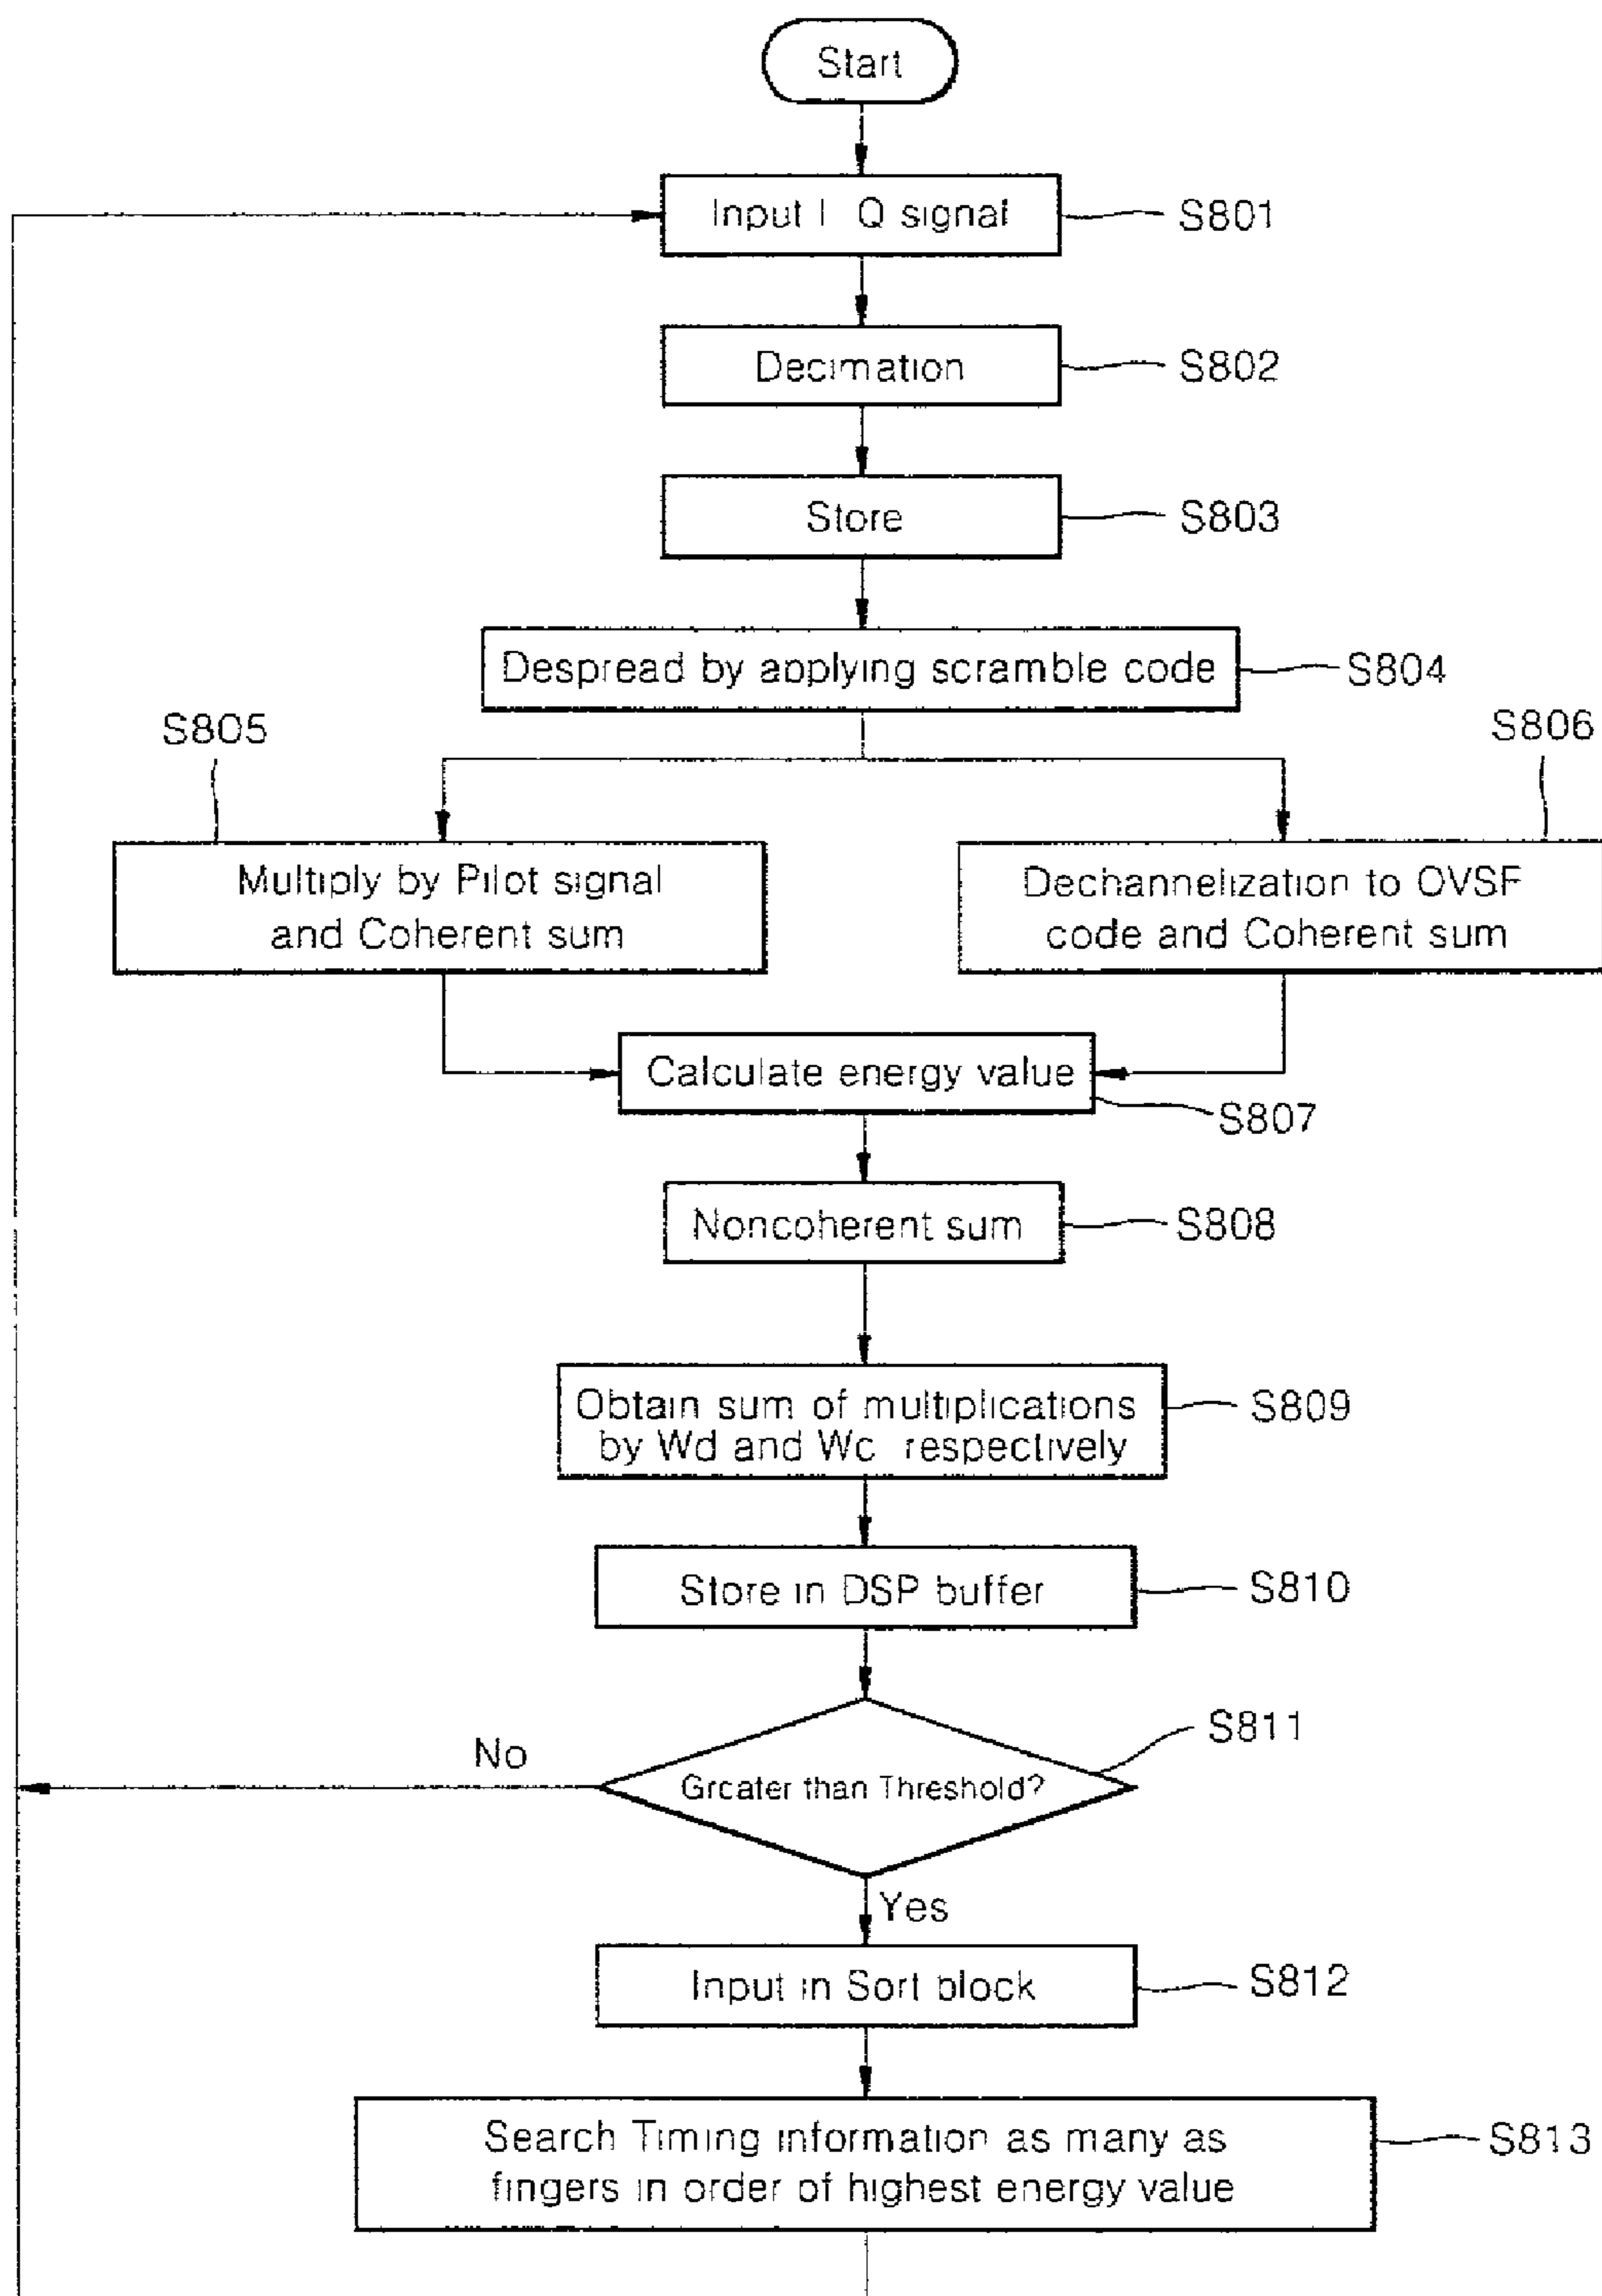 Start
Input I Q signal
S801
Decimation
S802
Store
S803
Despread by applying scramble code
S804
S805
S806
Multiply by Pilot signal
and Coherent sum
Dechannelization to OVSF
code and Coherent sum
Calculate energy value
S807
Noncoherent sum
S808
Obtain sum of multiplications
by Wd and Wc respectively
S809
Store in DSP buffer
S810
S811
No
Greater than Threshold?
Yes
Input in Sort block
S812
Search Timing information as many as
fingers in order of highest energy value
S813